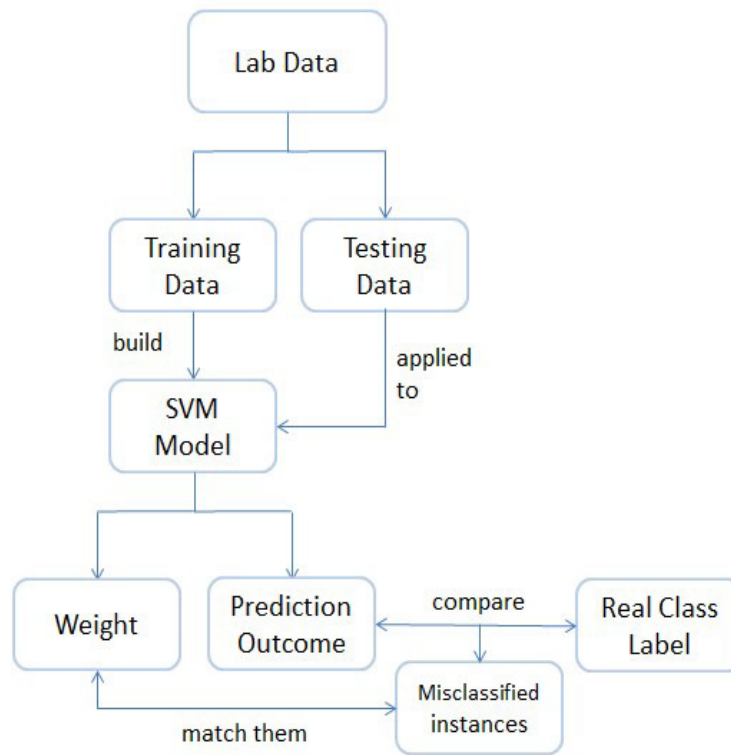 Lab Data
Training
Data
Testing
Data
build
applied
to
SVM
Model
Weight
Prediction
Outcome
compare
Real Class
Label
Misclassified
instances
match them